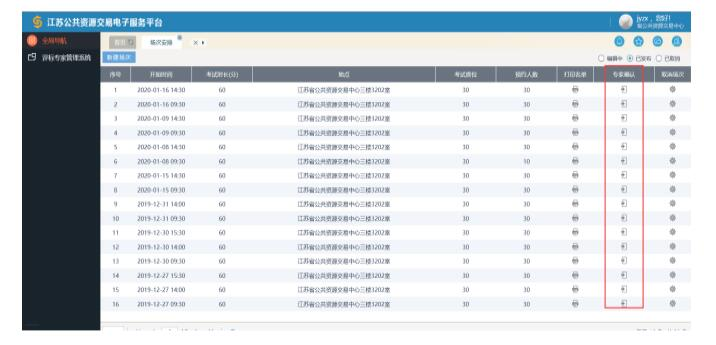 江苏公共资源交易电子服务平台
jyzx，您好!
省公共资源交易中心
全局导航
首页
场次安排
评标专家管理系统
新建场次
编辑中 已发布 已取消
序号 开始时间 考试时长(分) 地点 考试席位 预约人数 打印名单 专家确认 取消场次
1 2020-01-16 14:30 60 江苏省公共资源交易中心三楼3202室 30 30
2 2020-01-16 09:30 60 江苏省公共资源交易中心三楼3202室 30 30
3 2020-01-09 14:30 60 江苏省公共资源交易中心三楼3202室 30 30
4 2020-01-09 09:30 60 江苏省公共资源交易中心三楼3202室 30 30
5 2020-01-08 14:30 60 江苏省公共资源交易中心三楼3202室 30 30
6 2020-01-08 09:30 60 江苏省公共资源交易中心三楼3202室 30 10
7 2020-01-15 14:30 60 江苏省公共资源交易中心三楼3202室 30 30
8 2020-01-15 09:30 60 江苏省公共资源交易中心三楼3202室 30 30
9 2019-12-31 14:00 60 江苏省公共资源交易中心三楼3202室 30 30
10 2019-12-31 09:30 60 江苏省公共资源交易中心三楼3202室 30 30
11 2019-12-30 15:30 60 江苏省公共资源交易中心三楼3202室 30 30
12 2019-12-30 14:00 60 江苏省公共资源交易中心三楼3202室 30 30
13 2019-12-30 09:30 60 江苏省公共资源交易中心三楼3202室 30 30
14 2019-12-27 15:30 60 江苏省公共资源交易中心三楼3202室 30 30
15 2019-12-27 14:00 60 江苏省公共资源交易中心三楼3202室 30 30
16 2019-12-27 09:30 60 江苏省公共资源交易中心三楼3202室 30 30